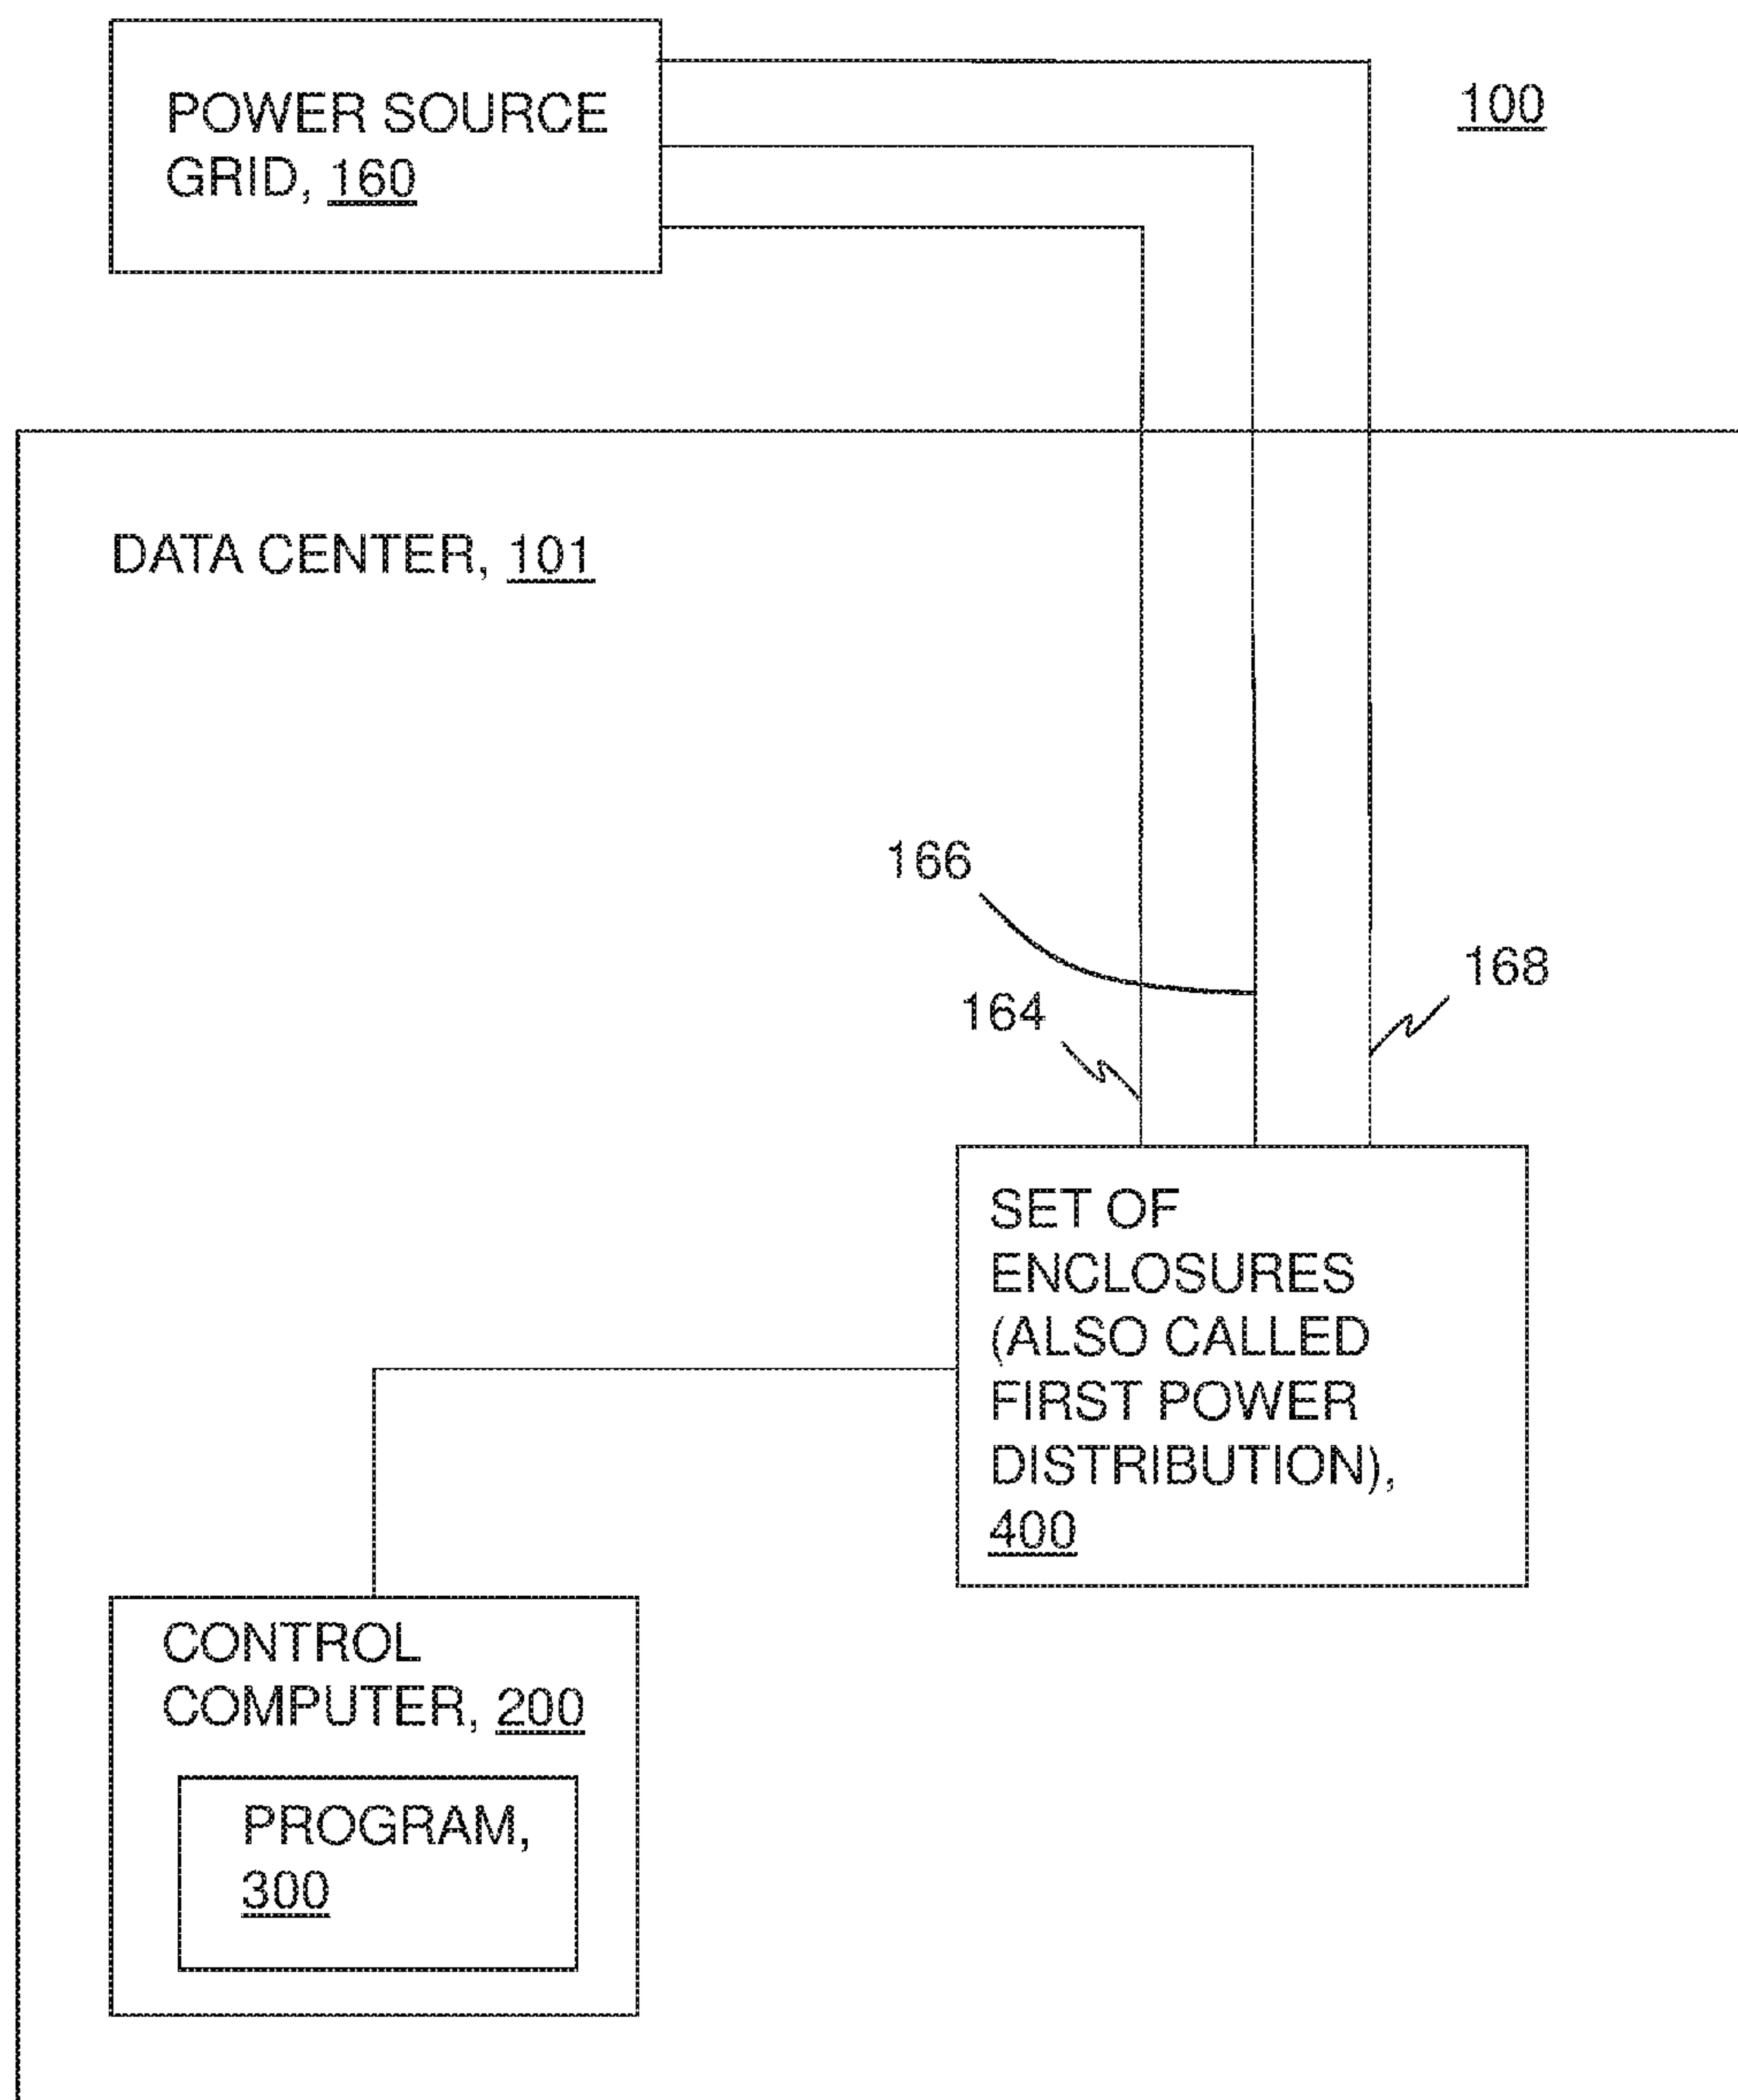 POWER SOURCE
GRID, 160
100
DATA CENTER, 101
166
168
164
SET OF
ENCLOSURES
(ALSO CALLED
FIRST POWER
DISTRIBUTION),
400
CONTROL
COMPUTER, 200
PROGRAM,
300